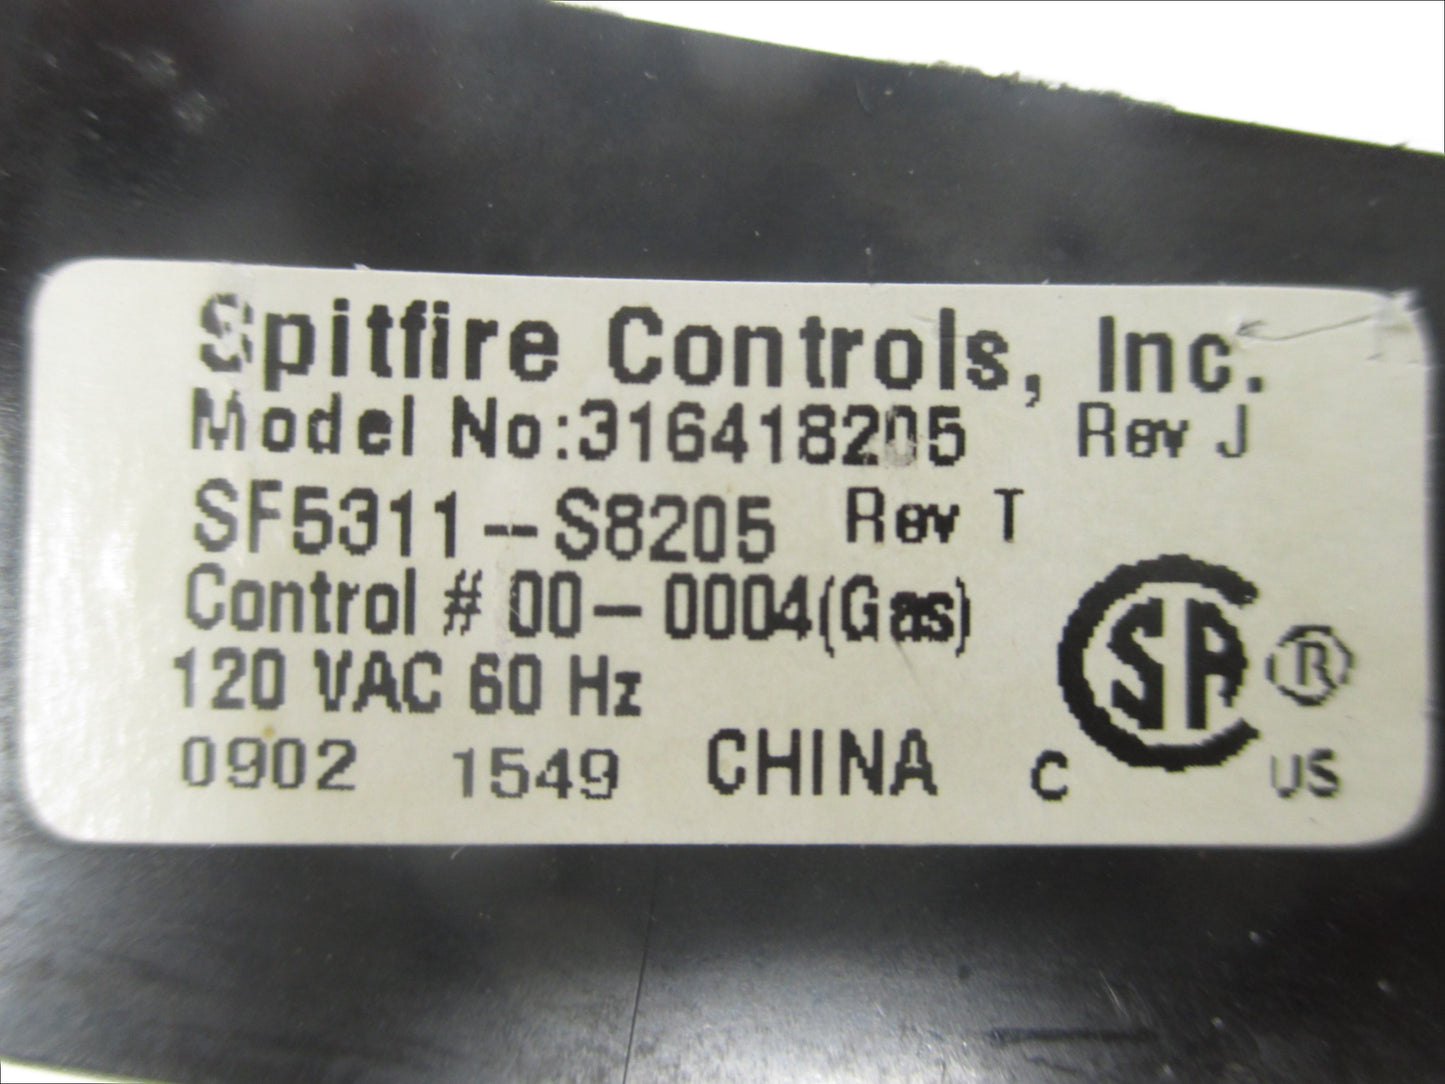 Spitfire Controls, Inc.
Model No:316418205 Rev J
SF5311-S8205 Rev T
Control # 00-0004(Gas)
120 VAC 60 Hz
0902 1549 CHINA
C SA ® US